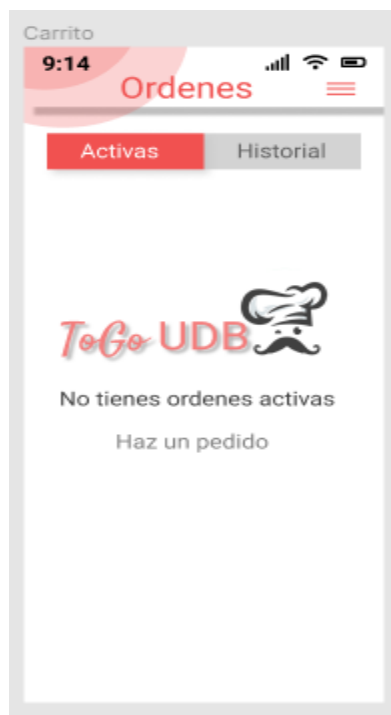 Carrito
9:14
Ordenes
Activas Historial
ToGo UDB
No tienes ordenes activas
Haz un pedido